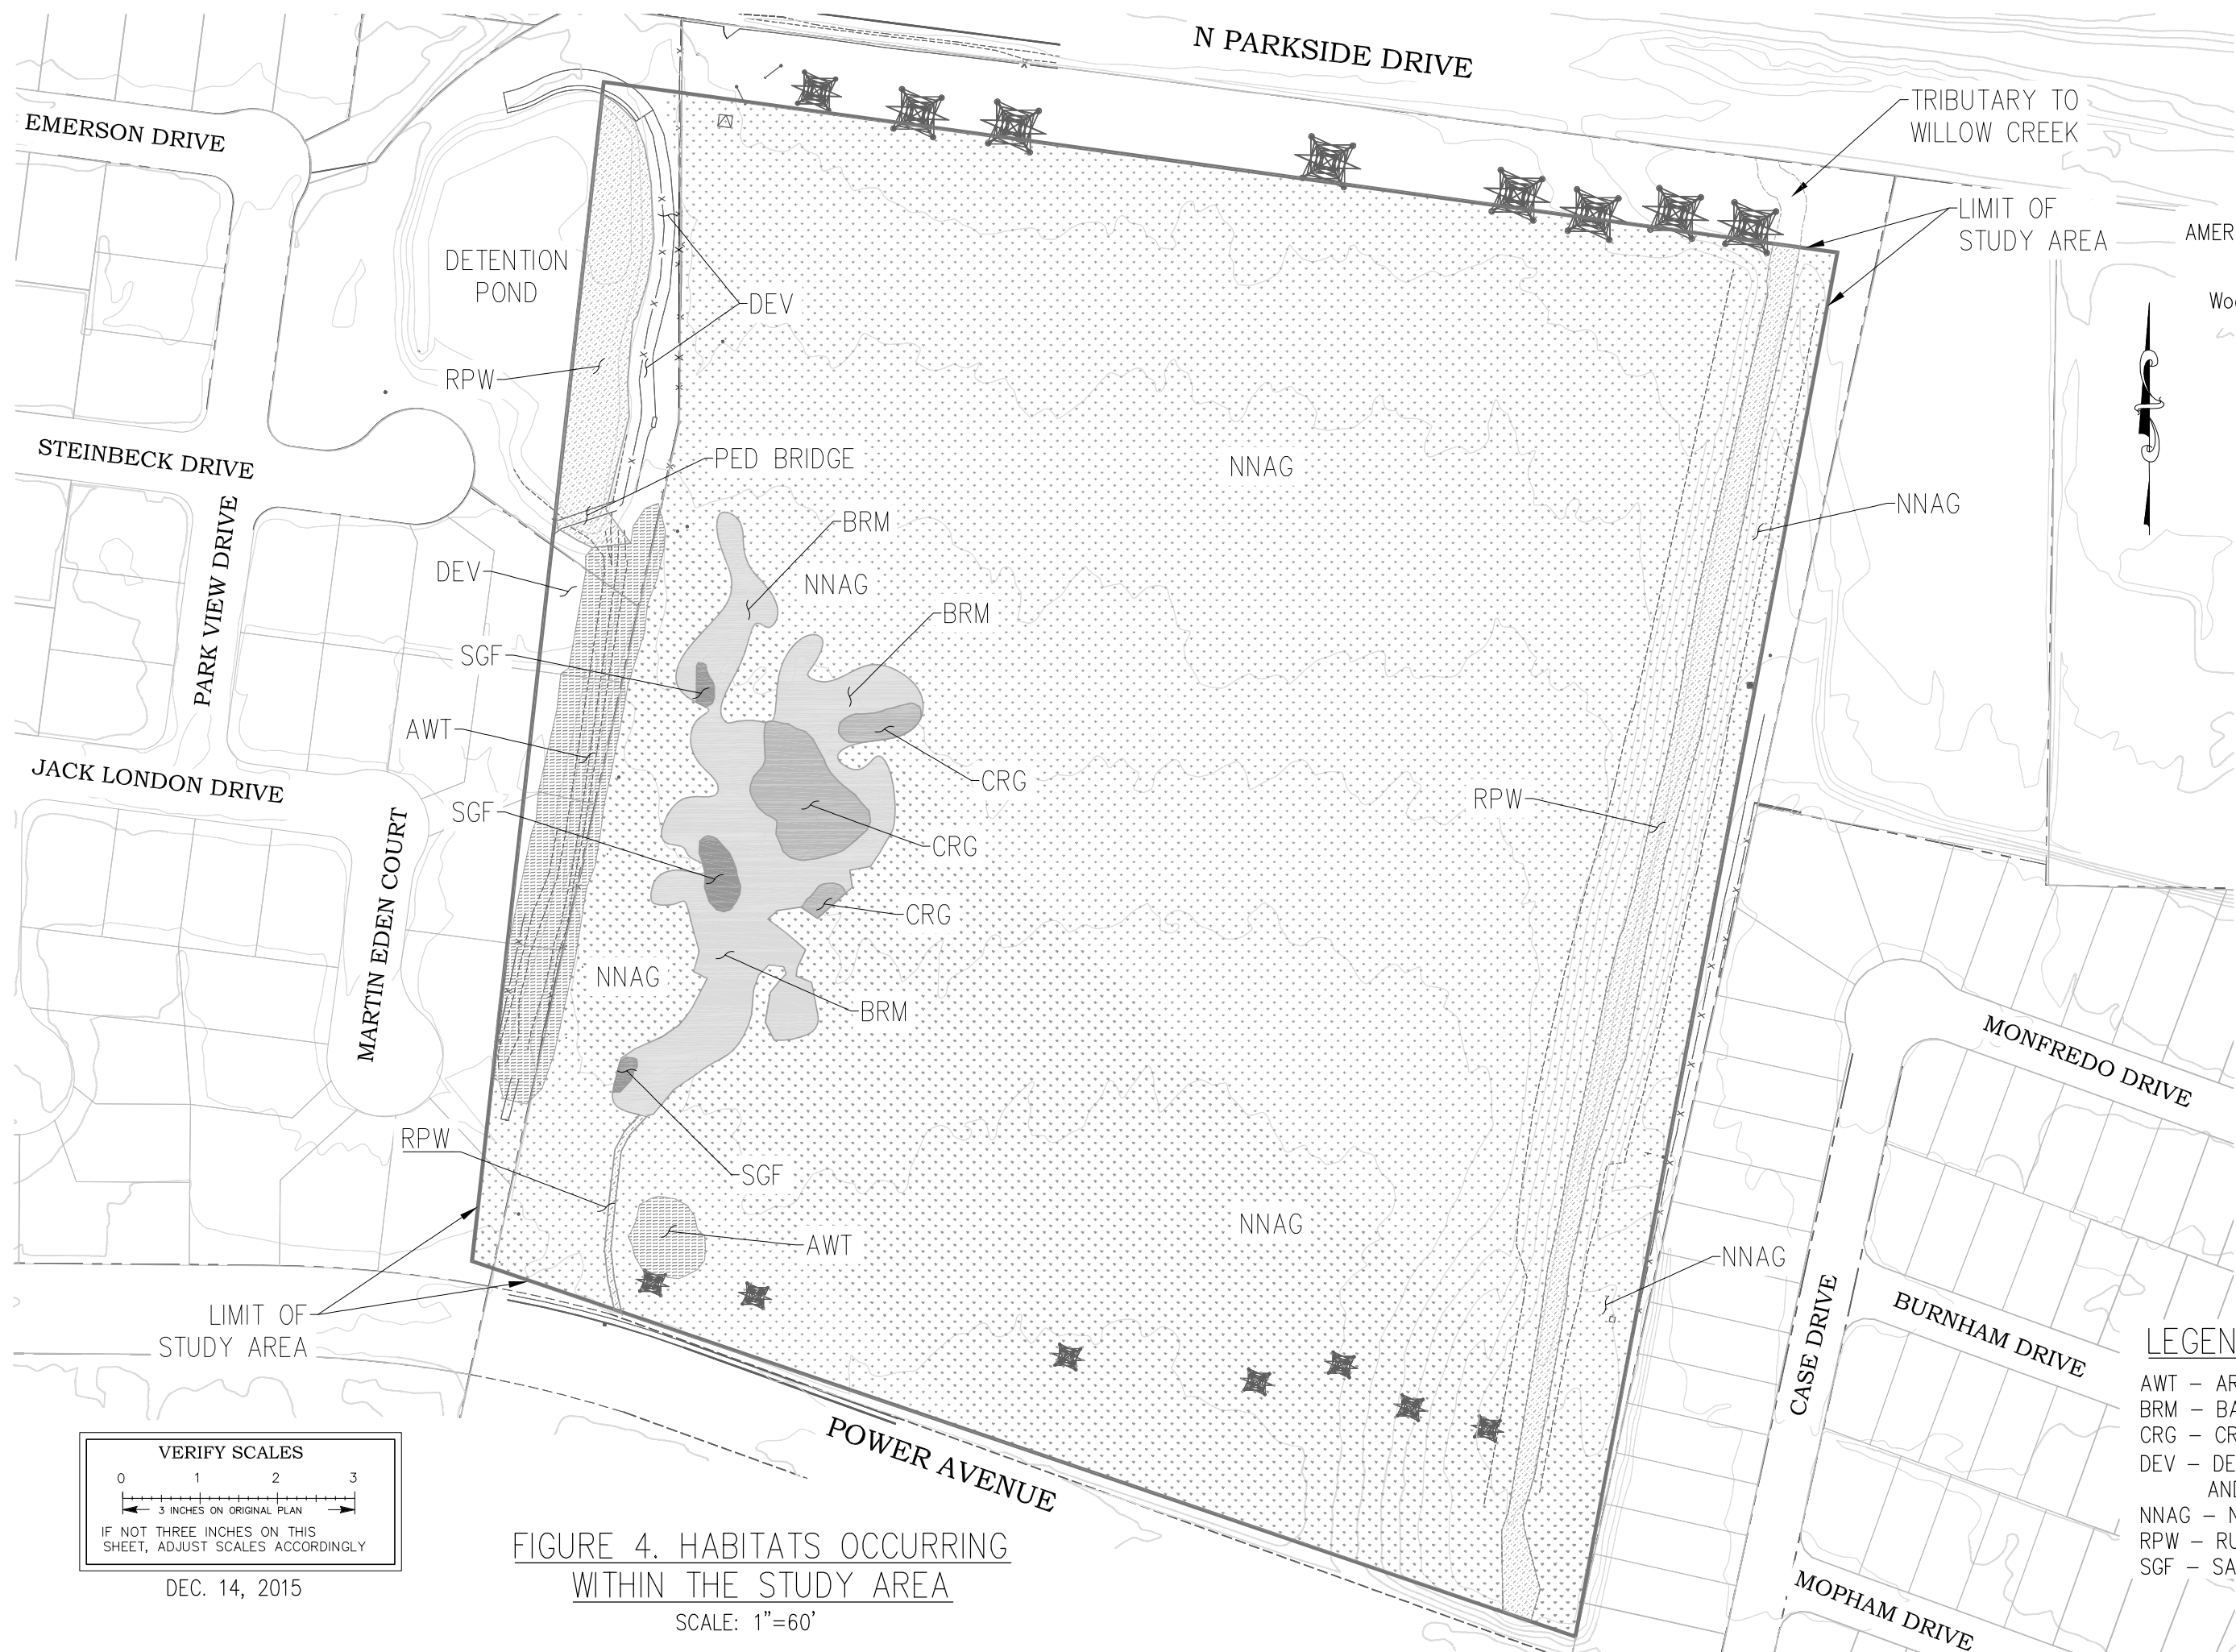 N PARKSIDE DRIVE
EMERSON DRIVE
TRIBUTARY TO
WILLOW CREEK
LIMIT OF
STUDY AREA
AMER
DETENTION
POND
DEV
RPW
PED BRIDGE
STEINBECK DRIVE
PARK VIEW DRIVE
NNAG
NNAG
BRM
NNAG
DEV
BRM
SGF
AWT
CRG
JACK LONDON DRIVE
SGF
RPW
CRG
MARTIN EDEN COURT
CRG
NNAG
BRM
MONFREDO DRIVE
RPW
SGF
NNAG
AWT
NNAG
LIMIT OF
STUDY AREA
CASE DRIVE
BURNHAM DRIVE
POWER AVENUE
MOPHAM DRIVE
LEGEN
AWT – AR
BRM – BA
CRG – CR
DEV – DE
AND
NNAG – N
RPW – RU
SGF – SA
VERIFY SCALES
0 1 2 3
3 INCHES ON ORIGINAL PLAN
IF NOT THREE INCHES ON THIS
SHEET, ADJUST SCALES ACCORDINGLY
DEC. 14, 2015
FIGURE 4. HABITATS OCCURRING
WITHIN THE STUDY AREA
SCALE: 1"=60'